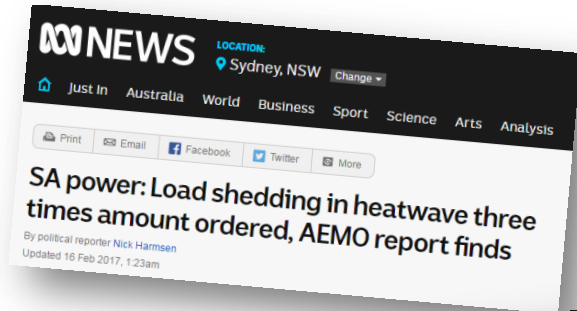 NEWS
LOCATION:
Sydney, NSW Change
Just In Australia World Business Sport Science Arts Analysis
Print Email Facebook Twitter More
SA power: Load shedding in heatwave three
times amount ordered, AEMO report finds
By political reporter Nick Harmsen
Updated 16 Feb 2017, 1:23am